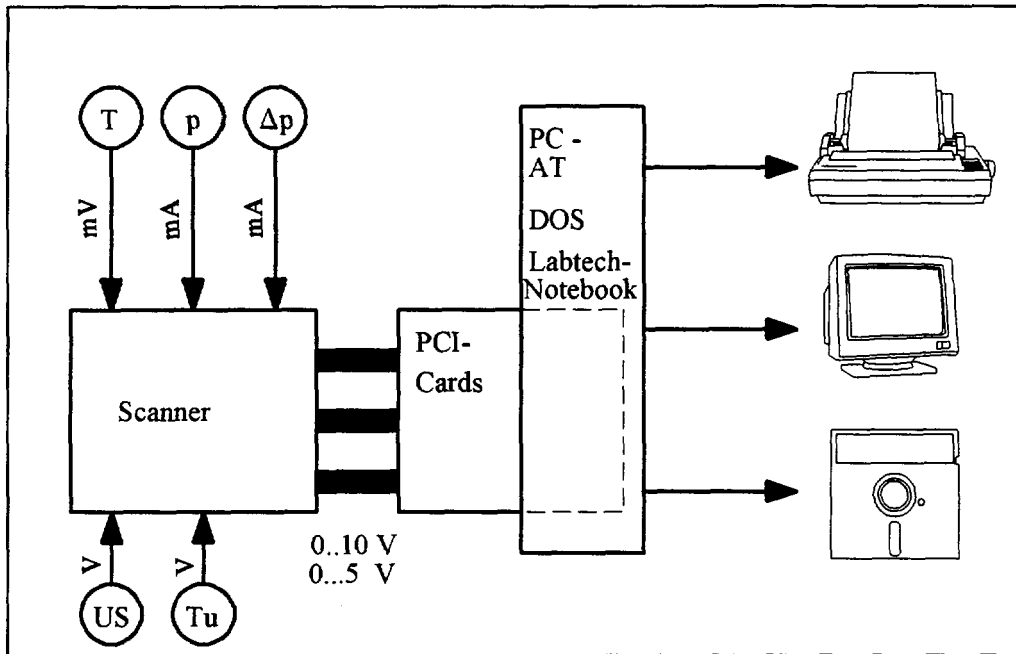 T
p
Δp
mV
mA
mA
PC -
AT
DOS
Labtech-
Notebook
PCI-
Cards
Scanner
0..10 V
0...5 V
V
V
US
Tu